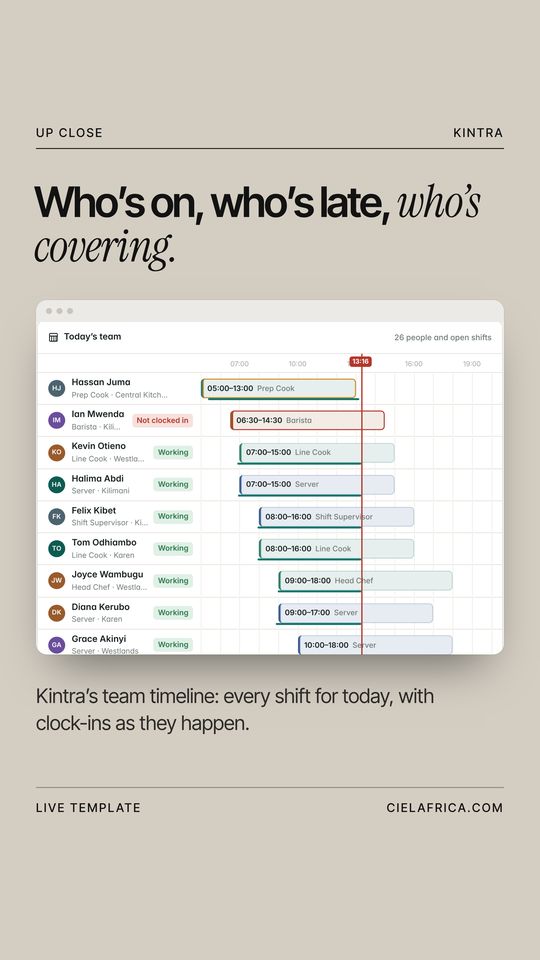 UP CLOSE
KINTRA
Who's on, who's late, who's
covering.
Today's team
26 people and open shifts
07:00
10:00
13:16
16:00
19:00
HJ
Hassan Juma
Prep Cook · Central Kitch...
05:00–13:00 Prep Cook
IM
Ian Mwenda
Barista · Kili...
Not clocked in
06:30–14:30 Barista
KO
Kevin Otieno
Line Cook · Westla...
Working
07:00–15:00 Line Cook
HA
Halima Abdi
Server · Kilimani
Working
07:00–15:00 Server
FK
Felix Kibet
Shift Supervisor · Ki...
Working
08:00–16:00 Shift Supervisor
TO
Tom Odhiambo
Line Cook · Karen
Working
08:00–16:00 Line Cook
JW
Joyce Wambugu
Head Chef · Westla...
Working
09:00–18:00 Head Chef
DK
Diana Kerubo
Server · Karen
Working
09:00–17:00 Server
GA
Grace Akinyi
Server · Westlands
Working
10:00–18:00 Server
Kintra's team timeline: every shift for today, with
clock-ins as they happen.
LIVE TEMPLATE
CIELAFRICA.COM